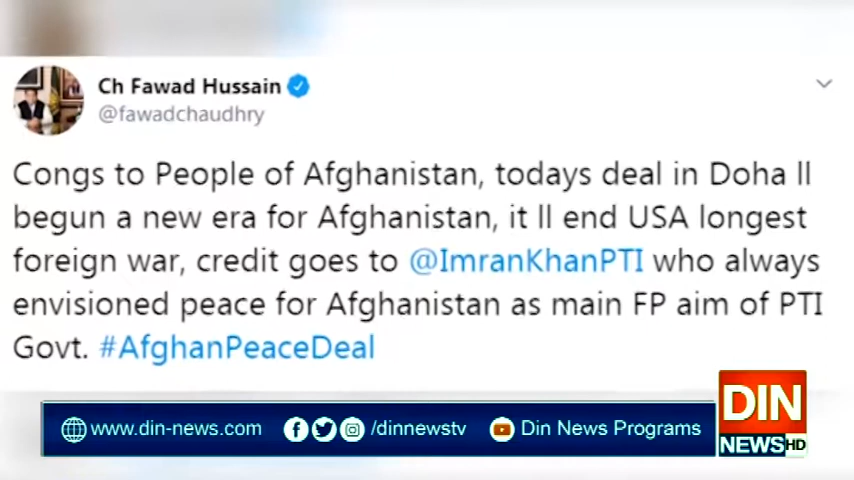 Ch Fawad Hussain
@fawadchaudhry
Congs to People of Afghanistan, todays deal in Doha ll
begun a new era for Afghanistan, it ll end USA longest
foreign war, credit goes to @ImranKhanPTI who always
envisioned peace for Afghanistan as main FP aim of PTI
Govt. #AfghanPeaceDeal
www.din-news.com /dinnewstv Din News Programs
DIN
NEWS HD